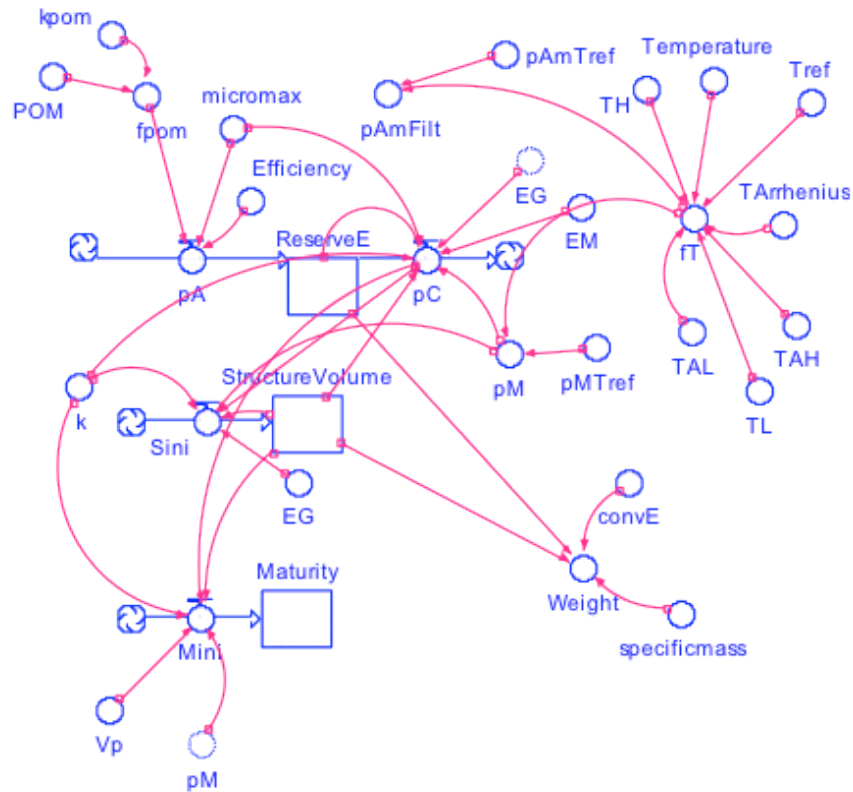 kpom
pAmTref
Temperature
Tref
POM
micromax
TH
fpom
pAmFilt
Efficiency
EG
TArrhenius
ReserveE
EM
fT
pA
pC
TAH
TAL
pM
pMTref
StructureVolume
k
TL
Sini
EG
convE
Maturity
Weight
Mini
specificmass
Vp
pM